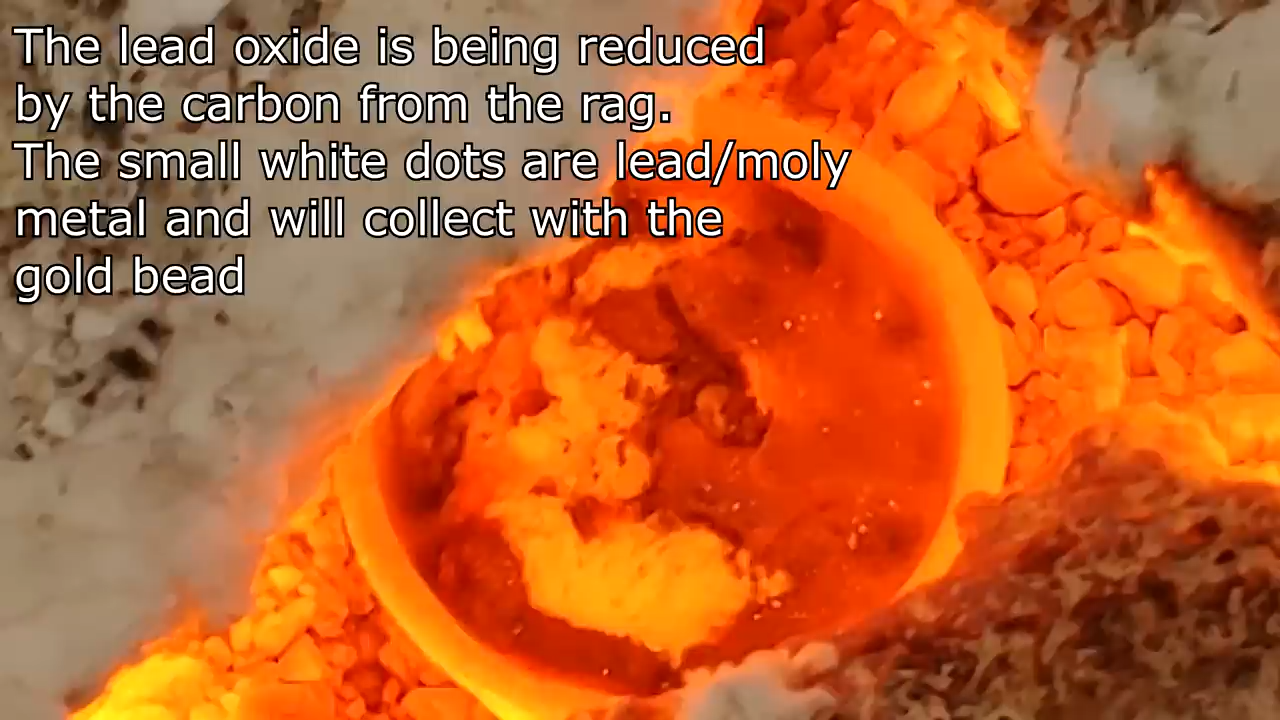 The lead oxide is being reduced
by the carbon from the rag.
The small white dots are lead/moly
metal and will collect with the
gold bead